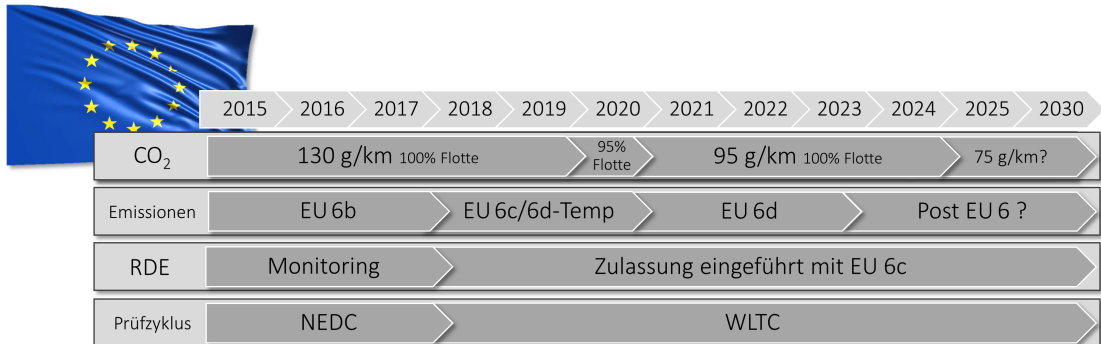 2015 2016 2017 2018 2019 2020 2021 2022 2023 2024 2025 2030
CO₂ 130 g/km 100% Flotte 95% Flotte 95 g/km 100% Flotte 75 g/km?
Emissionen EU 6b EU 6c/6d-Temp EU 6d Post EU 6 ?
RDE Monitoring Zulassung eingeführt mit EU 6c
Prüfzyklus NEDC WLTC